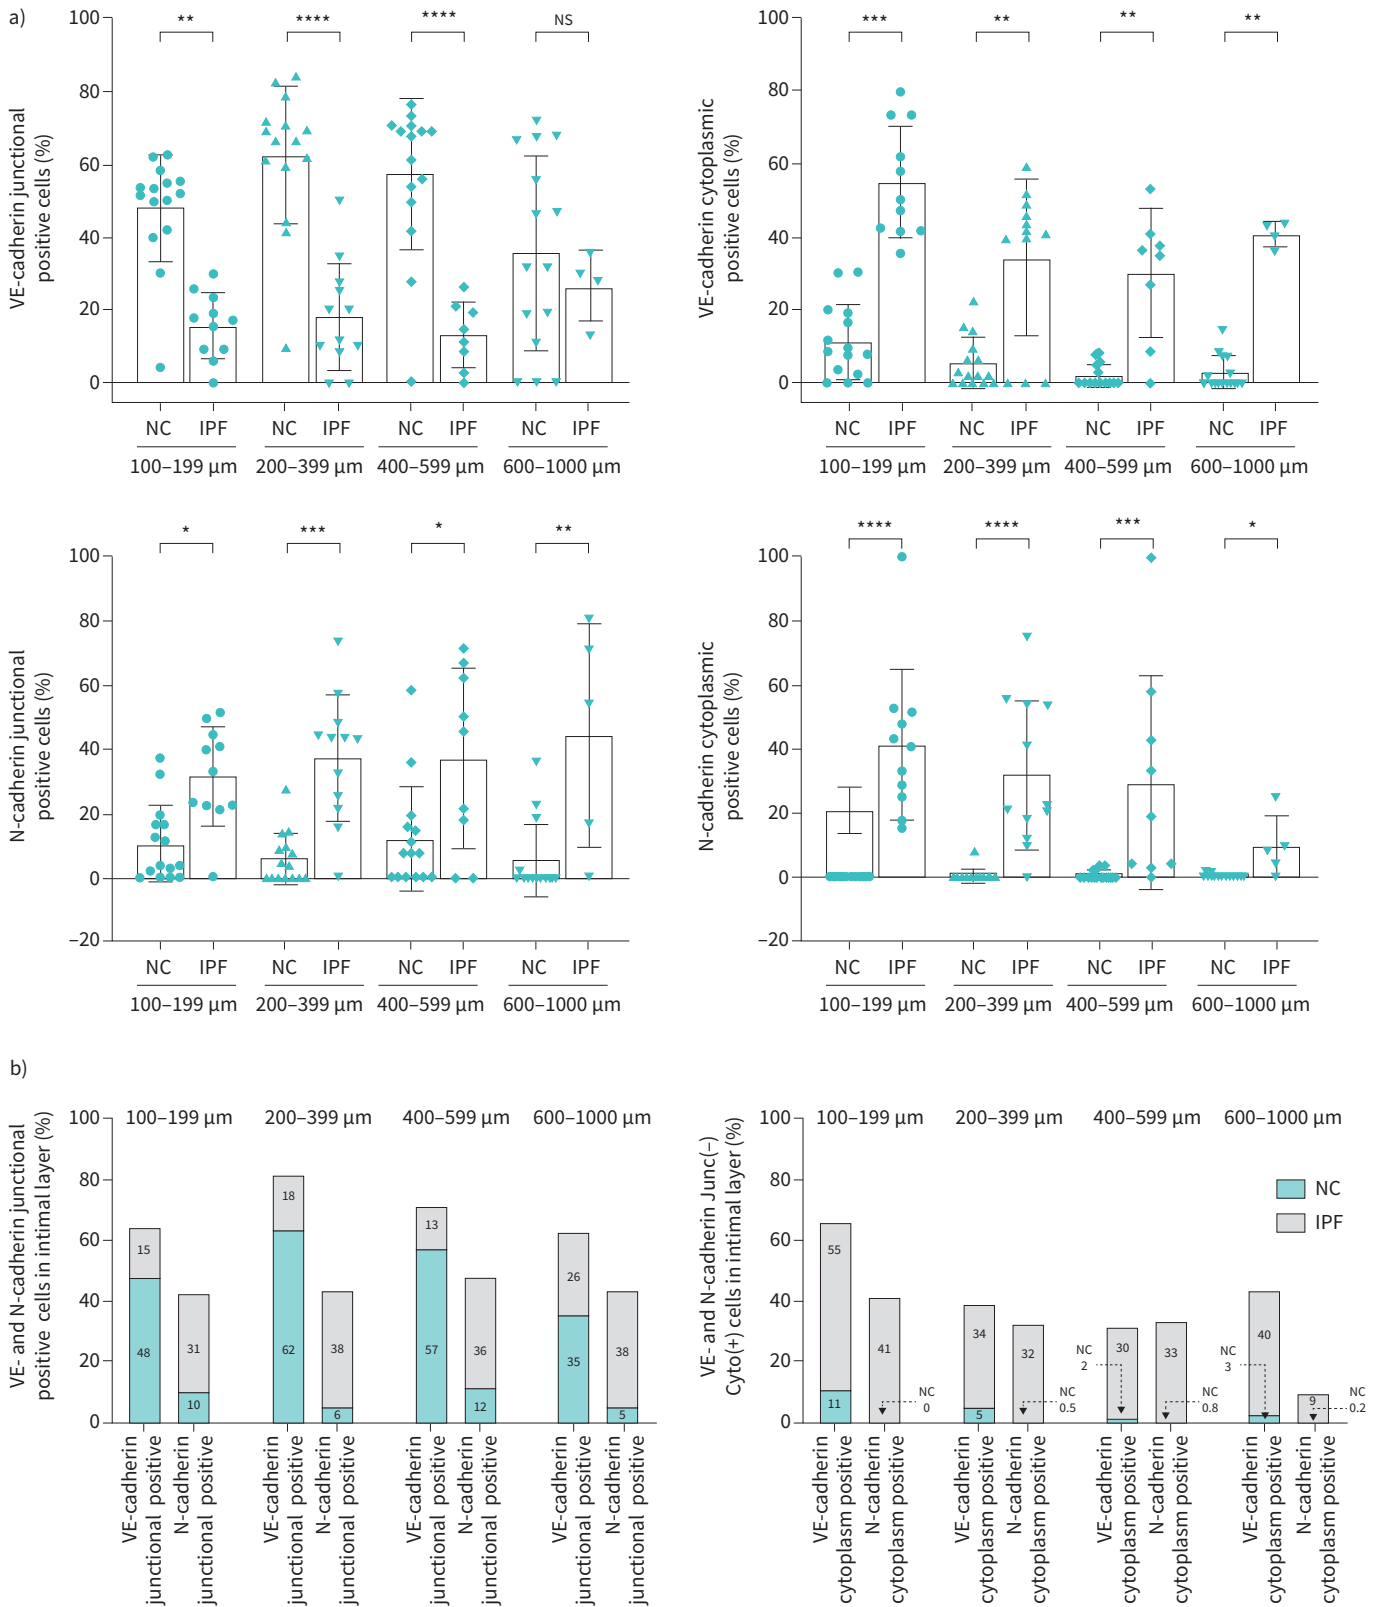 a)
VE-cadherin junctional
positive cells (%)
100
80
60
40
20
0
**
****
****
NS
NC IPF NC IPF NC IPF NC IPF
100–199 µm 200–399 µm 400–599 µm 600–1000 µm
VE-cadherin cytoplasmic
positive cells (%)
100
80
60
40
20
0
***
**
**
**
NC IPF NC IPF NC IPF NC IPF
100–199 µm 200–399 µm 400–599 µm 600–1000 µm
N-cadherin junctional
positive cells (%)
100
80
60
40
20
0
–20
*
***
*
**
NC IPF NC IPF NC IPF NC IPF
100–199 µm 200–399 µm 400–599 µm 600–1000 µm
N-cadherin cytoplasmic
positive cells (%)
100
80
60
40
20
0
–20
****
****
***
*
NC IPF NC IPF NC IPF NC IPF
100–199 µm 200–399 µm 400–599 µm 600–1000 µm
b)
VE- and N-cadherin junctional
positive cells in intimal layer (%)
100
80
60
40
20
0
100–199 µm 200–399 µm 400–599 µm 600–1000 µm
15
48
31
10
18
62
38
6
13
57
36
12
26
35
38
5
VE-cadherin
junctional positive
N-cadherin
junctional positive
VE-cadherin
junctional positive
N-cadherin
junctional positive
VE-cadherin
junctional positive
N-cadherin
junctional positive
VE-cadherin
junctional positive
N-cadherin
junctional positive
VE- and N-cadherin Junc(–)
Cyto(+) cells in intimal layer (%)
100
80
60
40
20
0
100–199 µm 200–399 µm 400–599 µm 600–1000 µm
NC
IPF
55
11
41
NC
0
34
5
32
NC
0.5
NC
2
30
33
NC
0.8
NC
3
40
9
NC
0.2
VE-cadherin
cytoplasm positive
N-cadherin
cytoplasm positive
VE-cadherin
cytoplasm positive
N-cadherin
cytoplasm positive
VE-cadherin
cytoplasm positive
N-cadherin
cytoplasm positive
VE-cadherin
cytoplasm positive
N-cadherin
cytoplasm positive